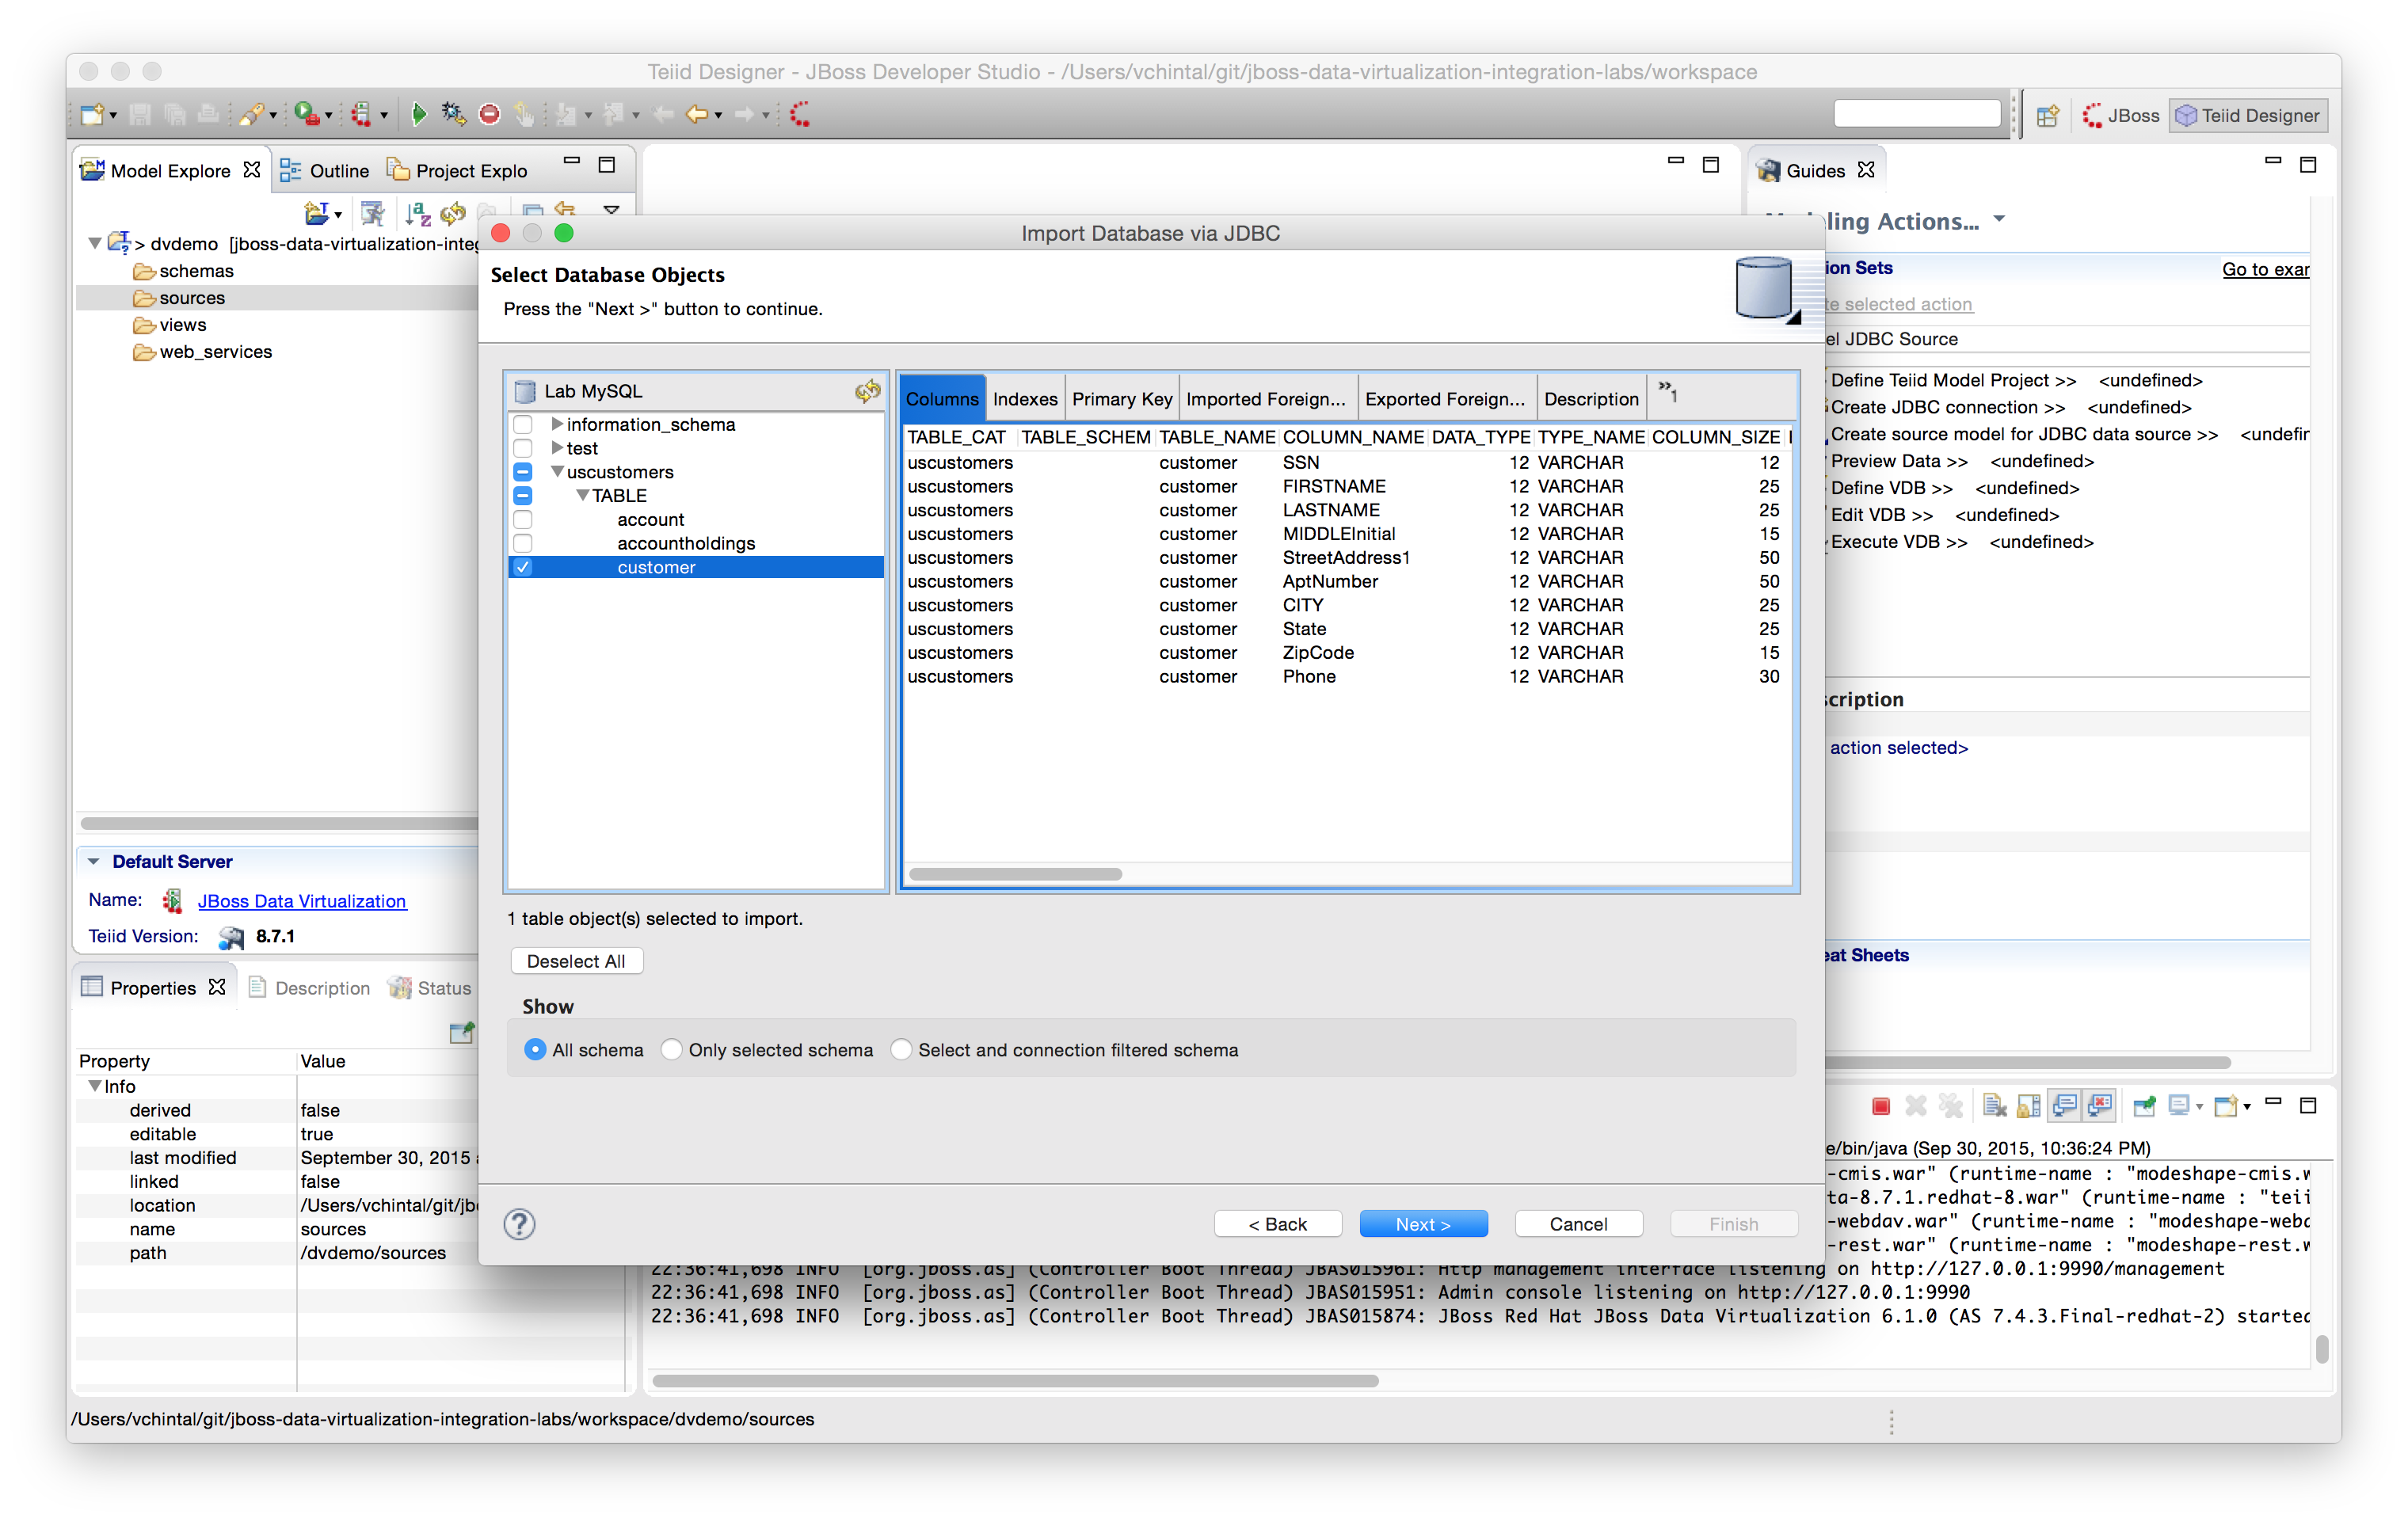 Teiid Designer - JBoss Developer Studio - /Users/vchintal/git/jboss-data-virtualization-integration-labs/workspace
JBoss
Teiid Designer
Model Explore
Outline
Project Explo
> dvdemo [jboss-data-virtualization-integ
schemas
sources
views
web_services
Default Server
Name:
JBoss Data Virtualization
Teiid Version:
8.7.1
Properties
Description
Status
Property Value
Info
derived false
editable true
last modified September 30, 2015
linked false
location /Users/vchintal/git/jb
name sources
path /dvdemo/sources
Import Database via JDBC
Select Database Objects
Press the "Next >" button to continue.
Lab MySQL
information_schema
test
uscustomers
TABLE
account
accountholdings
customer
Columns Indexes Primary Key Imported Foreign... Exported Foreign... Description »1
TABLE_CAT TABLE_SCHEM TABLE_NAME COLUMN_NAME DATA_TYPE TYPE_NAME COLUMN_SIZE
uscustomers customer SSN 12 VARCHAR 12
uscustomers customer FIRSTNAME 12 VARCHAR 25
uscustomers customer LASTNAME 12 VARCHAR 25
uscustomers customer MIDDLEInitial 12 VARCHAR 15
uscustomers customer StreetAddress1 12 VARCHAR 50
uscustomers customer AptNumber 12 VARCHAR 50
uscustomers customer CITY 12 VARCHAR 25
uscustomers customer State 12 VARCHAR 25
uscustomers customer ZipCode 12 VARCHAR 15
uscustomers customer Phone 12 VARCHAR 30
1 table object(s) selected to import.
Deselect All
Show
All schema
Only selected schema
Select and connection filtered schema
?
< Back
Next >
Cancel
Finish
Guides
ling Actions...
ion Sets
Go to exar
te selected action
el JDBC Source
Define Teiid Model Project >> <undefined>
Create JDBC connection >> <undefined>
Create source model for JDBC data source >> <undefir
Preview Data >> <undefined>
Define VDB >> <undefined>
Edit VDB >> <undefined>
Execute VDB >> <undefined>
scription
action selected>
eat Sheets
e/bin/java (Sep 30, 2015, 10:36:24 PM)
-cmis.war" (runtime-name : "modeshape-cmis.w
ta-8.7.1.redhat-8.war" (runtime-name : "teii
-webdav.war" (runtime-name : "modeshape-webd
-rest.war" (runtime-name : "modeshape-rest.w
22:36:41,698 INFO [org.jboss.as] (Controller Boot Thread) JBAS015961: Http management interface listening on http://127.0.0.1:9990/management
22:36:41,698 INFO [org.jboss.as] (Controller Boot Thread) JBAS015951: Admin console listening on http://127.0.0.1:9990
22:36:41,698 INFO [org.jboss.as] (Controller Boot Thread) JBAS015874: JBoss Red Hat JBoss Data Virtualization 6.1.0 (AS 7.4.3.Final-redhat-2) started
/Users/vchintal/git/jboss-data-virtualization-integration-labs/workspace/dvdemo/sources